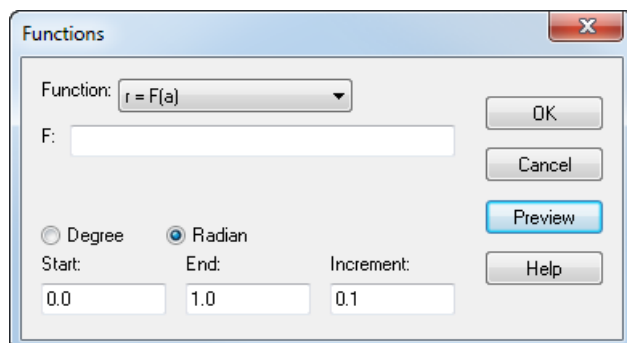 Functions
Function: r = F(a)
OK
F:
Cancel
Preview
Degree Radian
Start: End: Increment:
Help
0.0 1.0 0.1